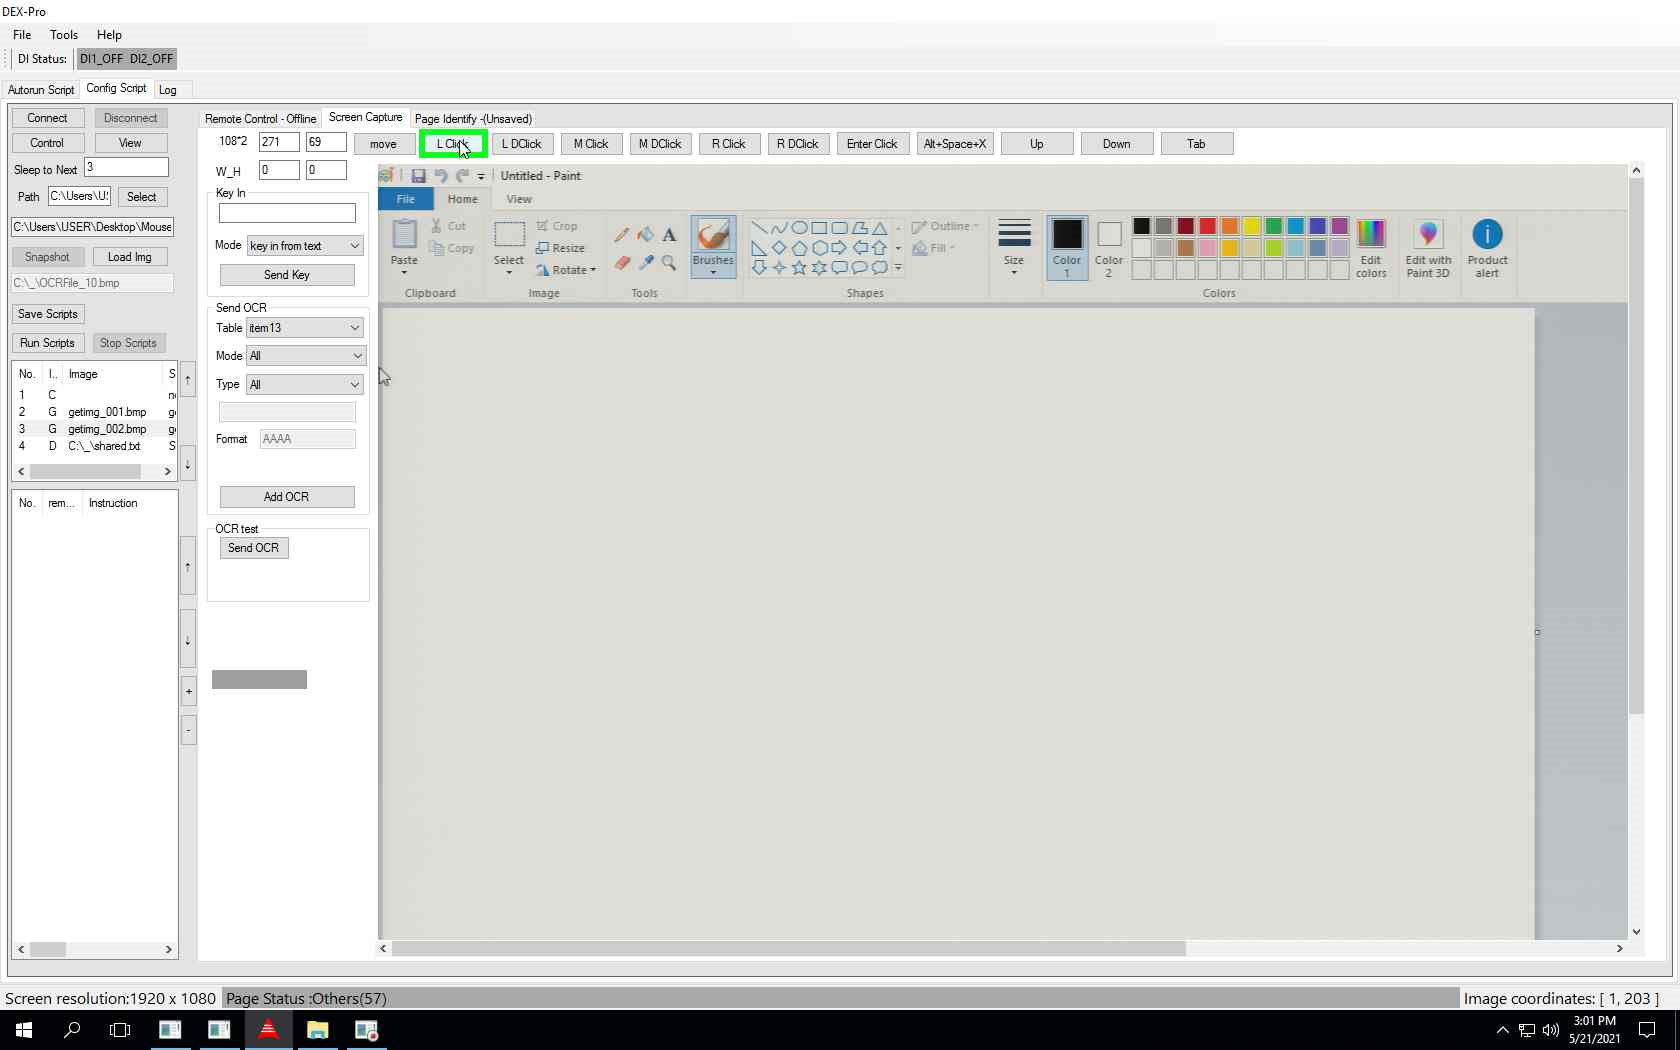 DEX-Pro
File Tools Help
DI Status: DI1_OFF DI2_OFF
Autorun Script Config Script Log
Connect Disconnect
Control View
Sleep to Next 3
Path C:\Users\U: Select
C:\Users\USER\Desktop\Mouse
Snapshot Load Img
C:\_\OCRFile_10.bmp
Save Scripts
Run Scripts Stop Scripts
No. I.. Image S
1 C
2 G getimg_001.bmp g
3 G getimg_002.bmp g
4 D C:\_\shared.txt S
No. rem... Instruction
+
-
Remote Control - Offline Screen Capture Page Identify -(Unsaved)
108*2 271 69 move L Click L DClick M Click M DClick R Click R DClick Enter Click Alt+Space+X Up Down Tab
W_H 0 0
Key In
Mode key in from text
Send Key
Send OCR
Table item13
Mode All
Type All
Format AAAA
Add OCR
OCR test
Send OCR
Untitled - Paint
File Home View
Paste Cut Copy
Clipboard
Select Crop Resize Rotate
Image
A
Tools
Brushes
Outline
Fill
Shapes
Size
Color 1
Color 2
Edit colors
Colors
Edit with Paint 3D
Product alert
Screen resolution:1920 x 1080 Page Status :Others(57) Image coordinates: [ 1, 203 ]
3:01 PM
5/21/2021